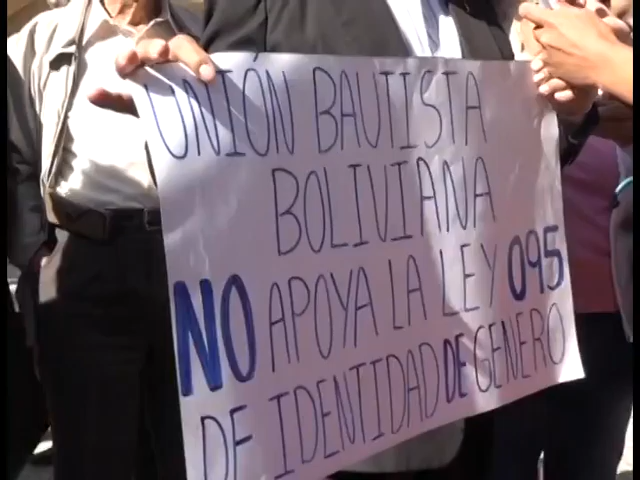 UNIÓN BAUTISTA
BOLIVIANA
NO APOYA LA LEY 095
DE IDENTIDAD DE GENERO